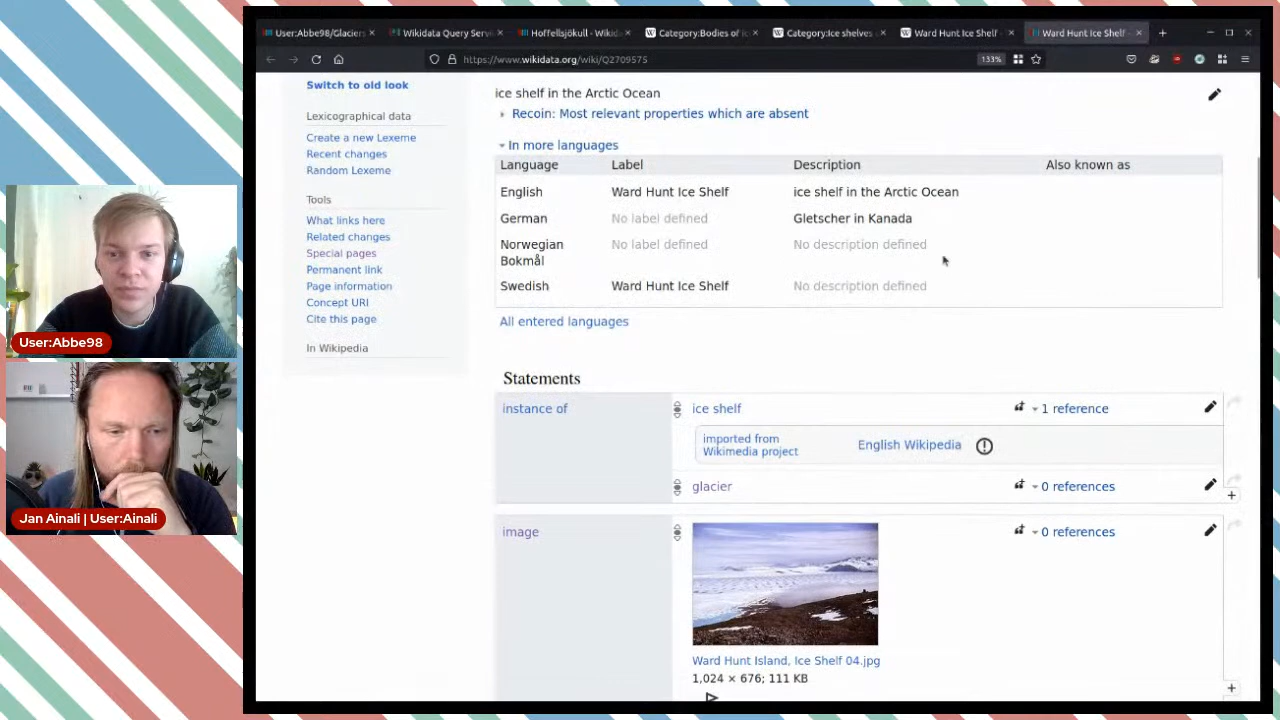 User:Abbe98/Glaciers
Wikidata Query Servi
Hoffellsjökull - Wikida
Category:Bodies of
Category:Ice shelves
Ward Hunt Ice Shelf
Ward Hunt Ice Shelf
https://www.wikidata.org/wiki/Q2709575
133%
Switch to old look
Lexicographical data
Create a new Lexeme
Recent changes
Random Lexeme
Tools
What links here
Related changes
Special pages
Permanent link
Page information
Concept URI
Cite this page
In Wikipedia
ice shelf in the Arctic Ocean
Recoin: Most relevant properties which are absent
In more languages
Language Label Description Also known as
English Ward Hunt Ice Shelf ice shelf in the Arctic Ocean
German No label defined Gletscher in Kanada
Norwegian Bokmål No label defined No description defined
Swedish Ward Hunt Ice Shelf No description defined
All entered languages
Statements
instance of
ice shelf
1 reference
imported from
Wikimedia project
English Wikipedia
glacier
0 references
image
0 references
Ward Hunt Island, Ice Shelf 04.jpg
1,024 × 676; 111 KB
User:Abbe98
Jan Ainali | User:Ainali